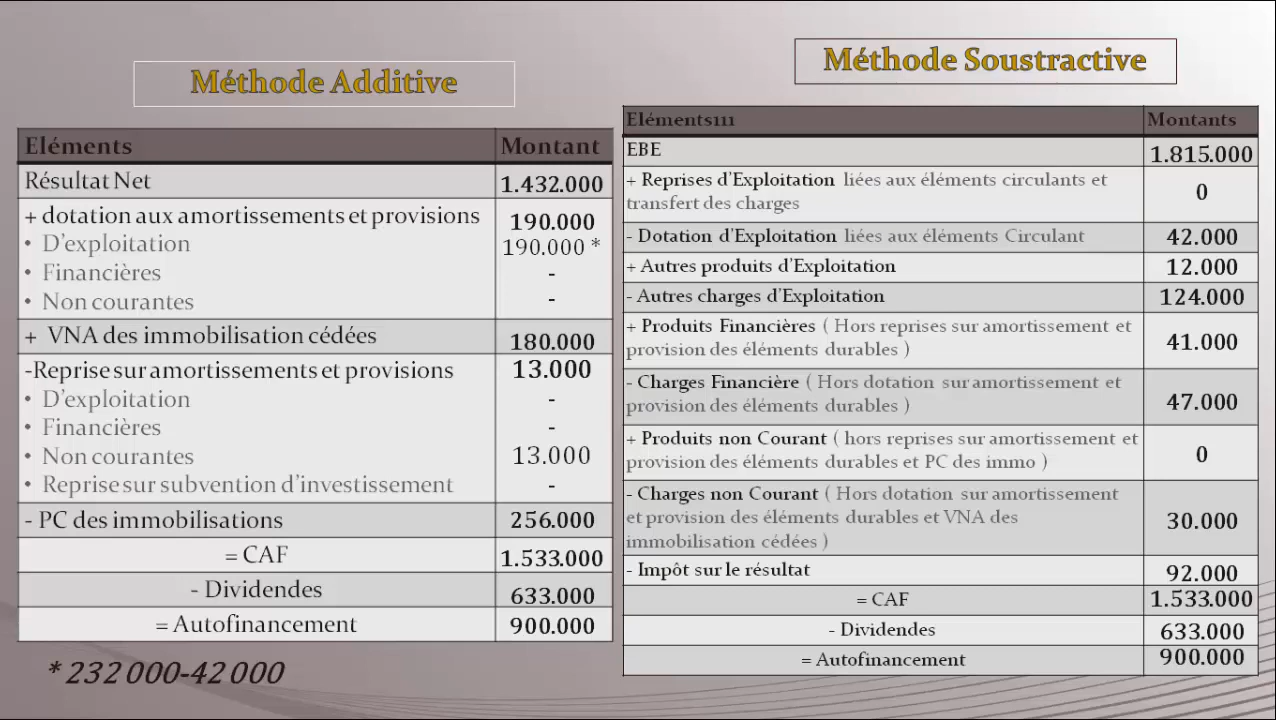 Méthode Additive
Méthode Soustractive
Eléments Montant
Résultat Net 1.432.000
+ dotation aux amortissements et provisions 190.000
• D'exploitation 190.000 *
• Financières -
• Non courantes -
+ VNA des immobilisation cédées 180.000
-Reprise sur amortissements et provisions 13.000
• D'exploitation -
• Financières -
• Non courantes 13.000
• Reprise sur subvention d'investissement -
- PC des immobilisations 256.000
= CAF 1.533.000
- Dividendes 633.000
= Autofinancement 900.000
* 232 000-42 000
Eléments111 Montants
EBE 1.815.000
+ Reprises d'Exploitation liées aux éléments circulants et
transfert des charges 0
- Dotation d'Exploitation liées aux éléments Circulant 42.000
+ Autres produits d'Exploitation 12.000
- Autres charges d'Exploitation 124.000
+ Produits Financières ( Hors reprises sur amortissement et
provision des éléments durables ) 41.000
- Charges Financière ( Hors dotation sur amortissement et
provision des éléments durables ) 47.000
+ Produits non Courant ( hors reprises sur amortissement et
provision des éléments durables et PC des immo ) 0
- Charges non Courant ( Hors dotation sur amortissement
et provision des éléments durables et VNA des
immobilisation cédées ) 30.000
- Impôt sur le résultat 92.000
= CAF 1.533.000
- Dividendes 633.000
= Autofinancement 900.000